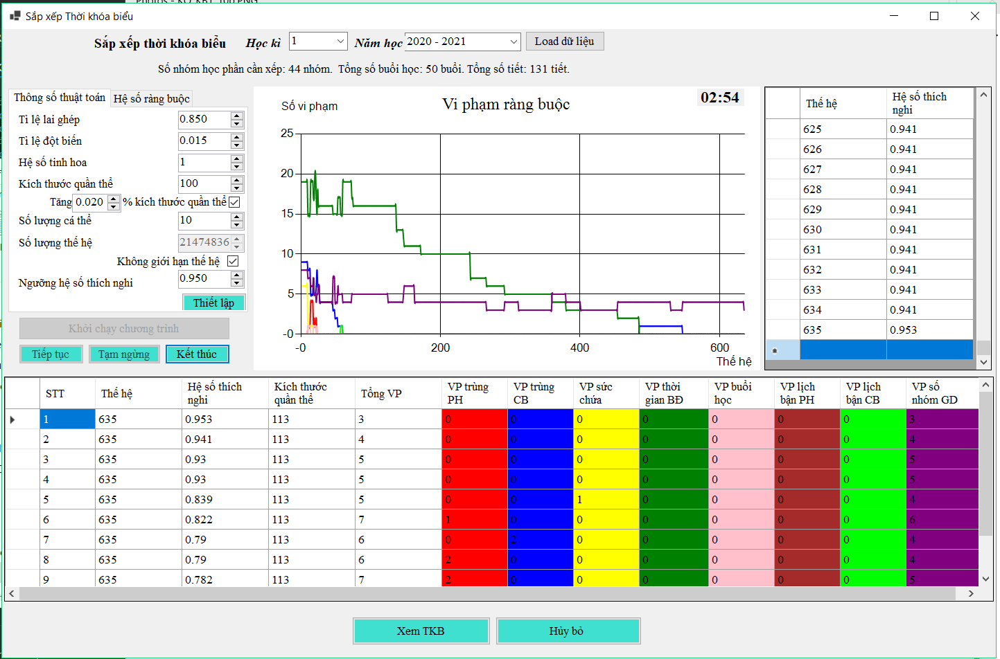 Photos - KQ_KB1_Top.PNG
Sắp xếp Thời khóa biểu
Sắp xếp thời khóa biểu Học kì 1 Năm học 2020 - 2021 Load dữ liệu
Số nhóm học phần cần xếp: 44 nhóm. Tổng số buổi học: 50 buổi. Tổng số tiết: 131 tiết.
Thông số thuật toán Hệ số ràng buộc
Tỉ lệ lai ghép 0.850
Tỉ lệ đột biến 0.015
Hệ số tinh hoa 1
Kích thước quần thể 100
Tăng 0.020 % kích thước quần thể
Số lượng cá thể 10
Số lượng thế hệ 21474836
Không giới hạn thế hệ
Ngưỡng hệ số thích nghi 0.950
Thiết lập
Khởi chạy chương trình
Tiếp tục Tạm ngừng Kết thúc
02:54
Số vi phạm Vi phạm ràng buộc
25
20
15
10
5
-0
-0 200 400 600
Thế hệ
Thế hệ Hệ số thích nghi
625 0.941
626 0.941
627 0.941
628 0.941
629 0.941
630 0.941
631 0.941
632 0.941
633 0.941
634 0.941
635 0.953
STT Thế hệ Hệ số thích nghi Kích thước quần thể Tổng VP VP trùng PH VP trùng CB VP sức chứa VP thời gian BĐ VP buổi học VP lịch bận PH VP lịch bận CB VP số nhóm GD
1 635 0.953 113 3 0 0 0 0 0 0 0 3
2 635 0.941 113 4 0 0 0 0 0 0 0 4
3 635 0.93 113 5 0 0 0 0 0 0 0 5
4 635 0.93 113 5 0 0 0 0 0 0 0 5
5 635 0.839 113 5 0 0 1 0 0 0 0 4
6 635 0.822 113 7 1 0 0 0 0 0 0 6
7 635 0.79 113 6 0 2 0 0 0 0 0 4
8 635 0.79 113 6 2 0 0 0 0 0 0 4
9 635 0.782 113 7 2 0 0 0 0 0 0 5
Xem TKB Hủy bỏ